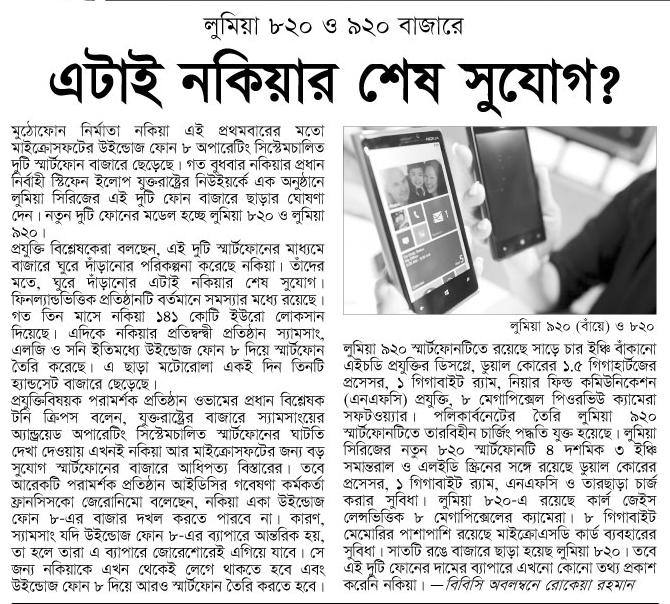 লুমিয়া ৮২০ ও ৯২০ বাজারে
এটাই নকিয়ার শেষ সুযোগ?
মুঠোফোন নির্মাতা নকিয়া এই প্রথমবারের মতো
মাইক্রোসফটের উইন্ডোজ ফোন ৮ অপারেটিং সিস্টেমচালিত
দুটি স্মার্টফোন বাজারে ছেড়েছে। গত বুধবার নকিয়ার প্রধান
নির্বাহী স্টিফেন ইলোপ যুক্তরাষ্ট্রের নিউইয়র্কে এক অনুষ্ঠানে
লুমিয়া সিরিজের এই দুটি ফোন বাজারে ছাড়ার ঘোষণা
দেন। নতুন দুটি ফোনের মডেল হচ্ছে লুমিয়া ৮২০ ও লুমিয়া
৯২০।
প্রযুক্তি বিশ্লেষকেরা বলছেন, এই দুটি স্মার্টফোনের মাধ্যমে
বাজারে ঘুরে দাঁড়ানোর পরিকল্পনা করেছে নকিয়া। তাঁদের
মতে, ঘুরে দাঁড়ানোর এটাই নকিয়ার শেষ সুযোগ।
ফিনল্যান্ডভিত্তিক প্রতিষ্ঠানটি বর্তমানে সমস্যার মধ্যে রয়েছে।
গত তিন মাসে নকিয়া ১৪১ কোটি ইউরো লোকসান
দিয়েছে। এদিকে নকিয়ার প্রতিদ্বন্দ্বী প্রতিষ্ঠান স্যামসাং,
এলজি ও সনি ইতিমধ্যে উইন্ডোজ ফোন ৮ দিয়ে স্মার্টফোন
তৈরি করেছে। এ ছাড়া মটোরোলা একই দিন তিনটি
হ্যান্ডসেট বাজারে ছেড়েছে।
প্রযুক্তিবিষয়ক পরামর্শক প্রতিষ্ঠান ওভামের প্রধান বিশ্লেষক
টনি ক্রিপস বলেন, যুক্তরাষ্ট্রের বাজারে স্যামসাংয়ের
অ্যান্ড্রয়েড অপারেটিং সিস্টেমচালিত স্মার্টফোনের ঘাটতি
দেখা দেওয়ায় এখনই নকিয়া আর মাইক্রোসফটের জন্য বড়
সুযোগ স্মার্টফোনের বাজারে আধিপত্য বিস্তারের। তবে
আরেকটি পরামর্শক প্রতিষ্ঠান আইডিসির গবেষণা কর্মকর্তা
ফ্রানসিসকো জেরোনিমো বলেছেন, নকিয়া একা উইন্ডোজ
ফোন ৮-এর বাজার দখল করতে পারবে না। কারণ,
স্যামসাং যদি উইন্ডোজ ফোন ৮-এর ব্যাপারে আন্তরিক হয়,
তা হলে তারা এ ব্যাপারে জোরেশোরেই এগিয়ে যাবে। সে
জন্য নকিয়াকে এখন থেকেই লেগে থাকতে হবে এবং
উইন্ডোজ ফোন ৮ দিয়ে আরও স্মার্টফোন তৈরি করতে হবে।
NOKIA
লুমিয়া ৯২০ (বাঁয়ে) ও ৮২০
লুমিয়া ৯২০ স্মার্টফোনটিতে রয়েছে সাড়ে চার ইঞ্চি বাঁকানো
এইচডি প্রযুক্তির ডিসপ্লে, ডুয়াল কোরের ১.৫ গিগাহার্টজের
প্রসেসর, ১ গিগাবাইট র‍্যাম, নিয়ার ফিল্ড কমিউনিকেশন
(এনএফসি) প্রযুক্তি, ৮ মেগাপিক্সেল পিওরভিউ ক্যামেরা
সফটওয়্যার। পলিকার্বনেটের তৈরি লুমিয়া ৯২০
স্মার্টফোনটিতে তারবিহীন চার্জিং পদ্ধতি যুক্ত হয়েছে। লুমিয়া
সিরিজের নতুন ৮২০ স্মার্টফোনটি ৪ দশমিক ৩ ইঞ্চি
সমান্তরাল ও এলইডি স্ক্রিনের সঙ্গে রয়েছে ডুয়াল কোরের
প্রসেসর, ১ গিগাবাইট র‍্যাম, এনএফসি ও তারছাড়া চার্জ
করার সুবিধা। লুমিয়া ৮২০-এ রয়েছে কার্ল জেইস
লেন্সভিত্তিক ৮ মেগাপিক্সেলের ক্যামেরা। ৮ গিগাবাইট
মেমোরির পাশাপাশি রয়েছে মাইক্রোএসডি কার্ড ব্যবহারের
সুবিধা। সাতটি রঙে বাজারে ছাড়া হয়েছে লুমিয়া ৮২০। তবে
এই দুটি ফোনের দামের ব্যাপারে এখনো কোনো তথ্য প্রকাশ
করেনি নকিয়া। —বিবিসি অবলম্বনে রোকেয়া রহমান